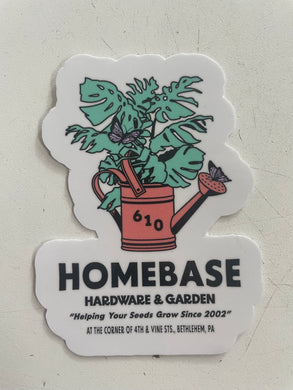 610
HOMEBASE
HARDWARE & GARDEN
"Helping Your Seeds Grow Since 2002"
AT THE CORNER OF 4TH & VINE STS., BETHLEHEM, PA